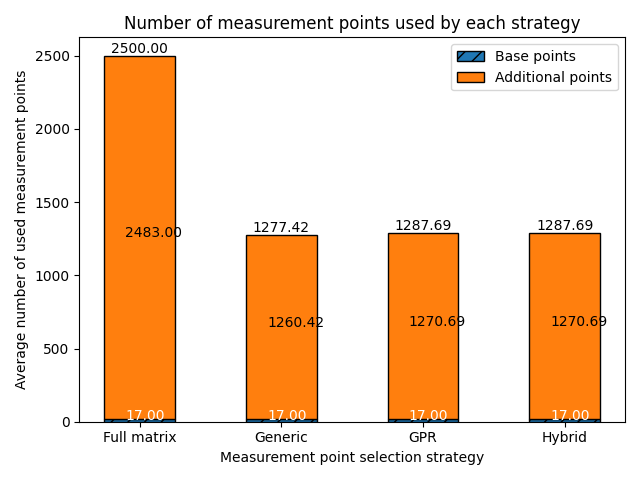 Number of measurement points used by each strategy
Base points
Additional points
Average number of used measurement points
2500
2000
1500
1000
500
0
2500.00
2483.00
17.00
1277.42
1260.42
17.00
1287.69
1270.69
17.00
1287.69
1270.69
17.00
Full matrix
Generic
GPR
Hybrid
Measurement point selection strategy